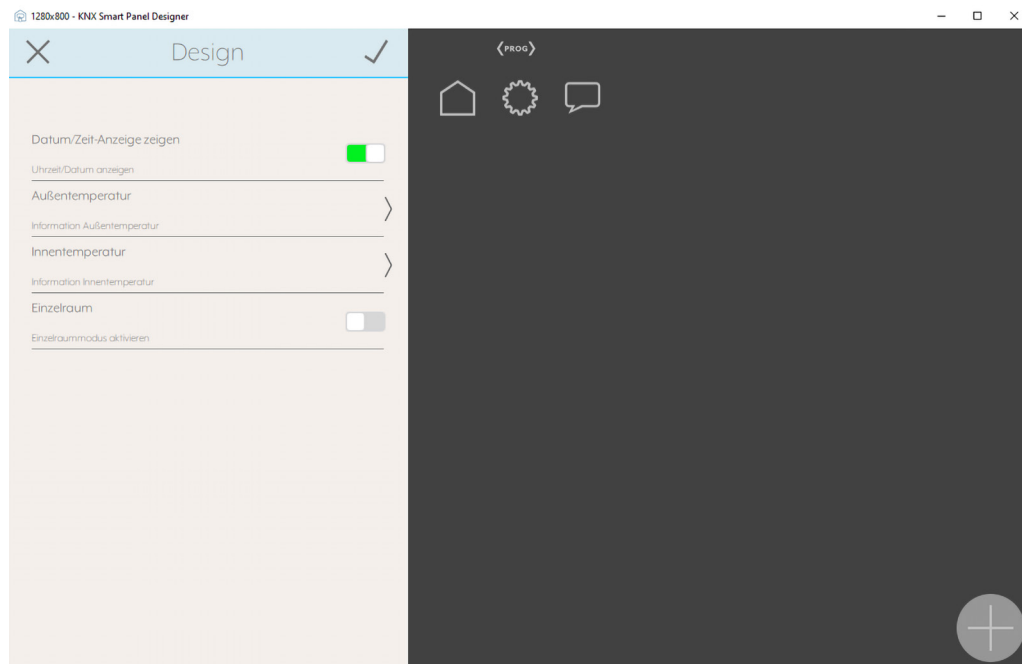 1280x800 - KNX Smart Panel Designer
Design
Datum/Zeit-Anzeige zeigen
Uhrzeit/Datum anzeigen
Außentemperatur
Information Außentemperatur
Innentemperatur
Information Innentemperatur
Einzelraum
Einzelraummodus aktivieren
PROG